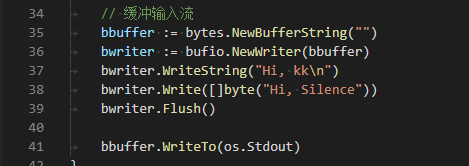 34 // 缓冲输入流
35 bbuffer := bytes.NewBufferString("")
36 bwriter := bufio.NewWriter(bbuffer)
37 bwriter.WriteString("Hi, kk\n")
38 bwriter.Write([]byte("Hi, Silence"))
39 bwriter.Flush()
40
41 bbuffer.WriteTo(os.Stdout)
42 }